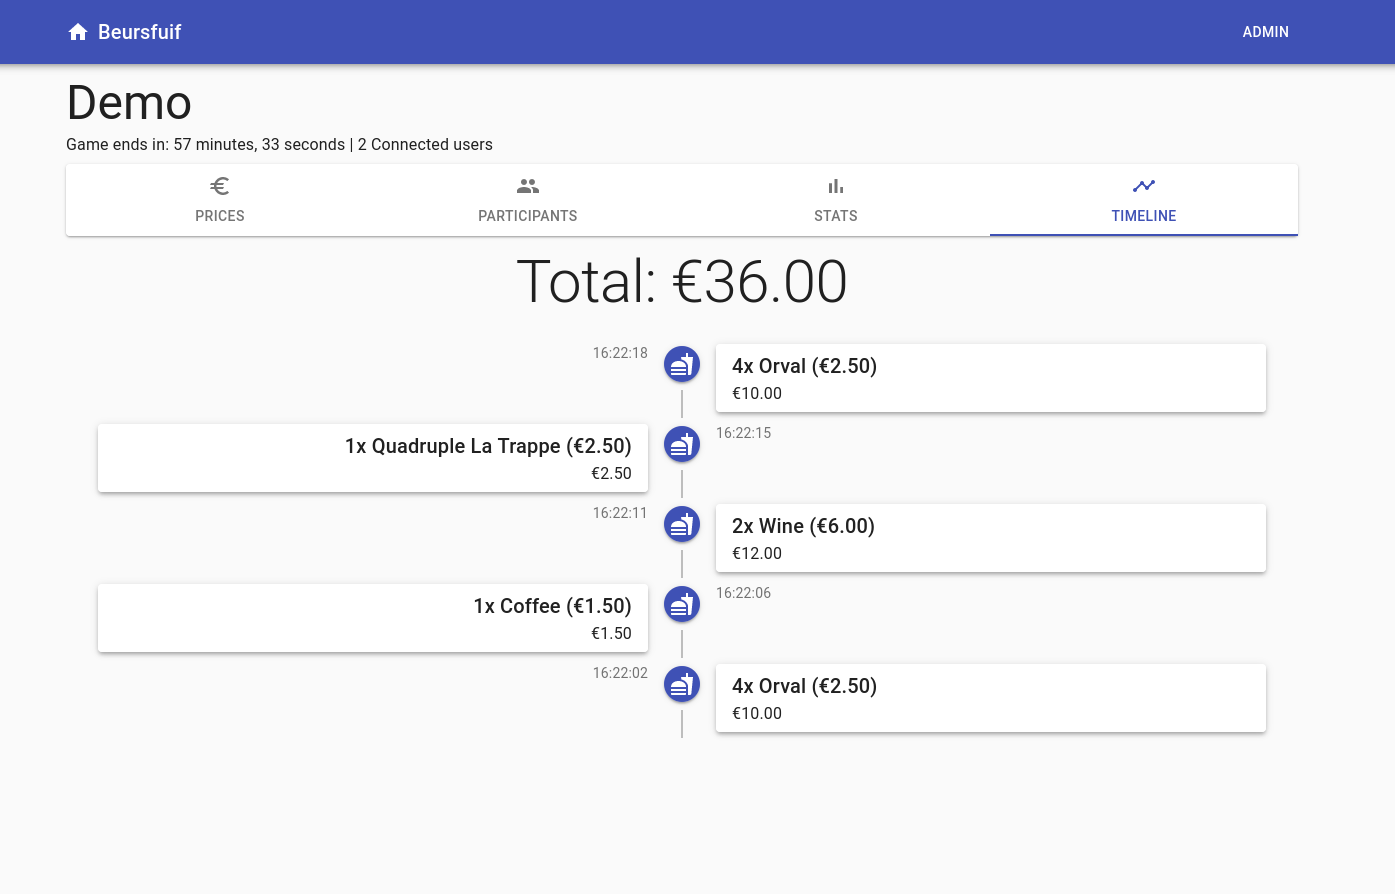 Beursfuif
ADMIN
Demo
Game ends in: 57 minutes, 33 seconds | 2 Connected users
PRICES
PARTICIPANTS
STATS
TIMELINE
Total: €36.00
16:22:18
4x Orval (€2.50)
€10.00
1x Quadruple La Trappe (€2.50)
€2.50
16:22:15
16:22:11
2x Wine (€6.00)
€12.00
1x Coffee (€1.50)
€1.50
16:22:06
16:22:02
4x Orval (€2.50)
€10.00